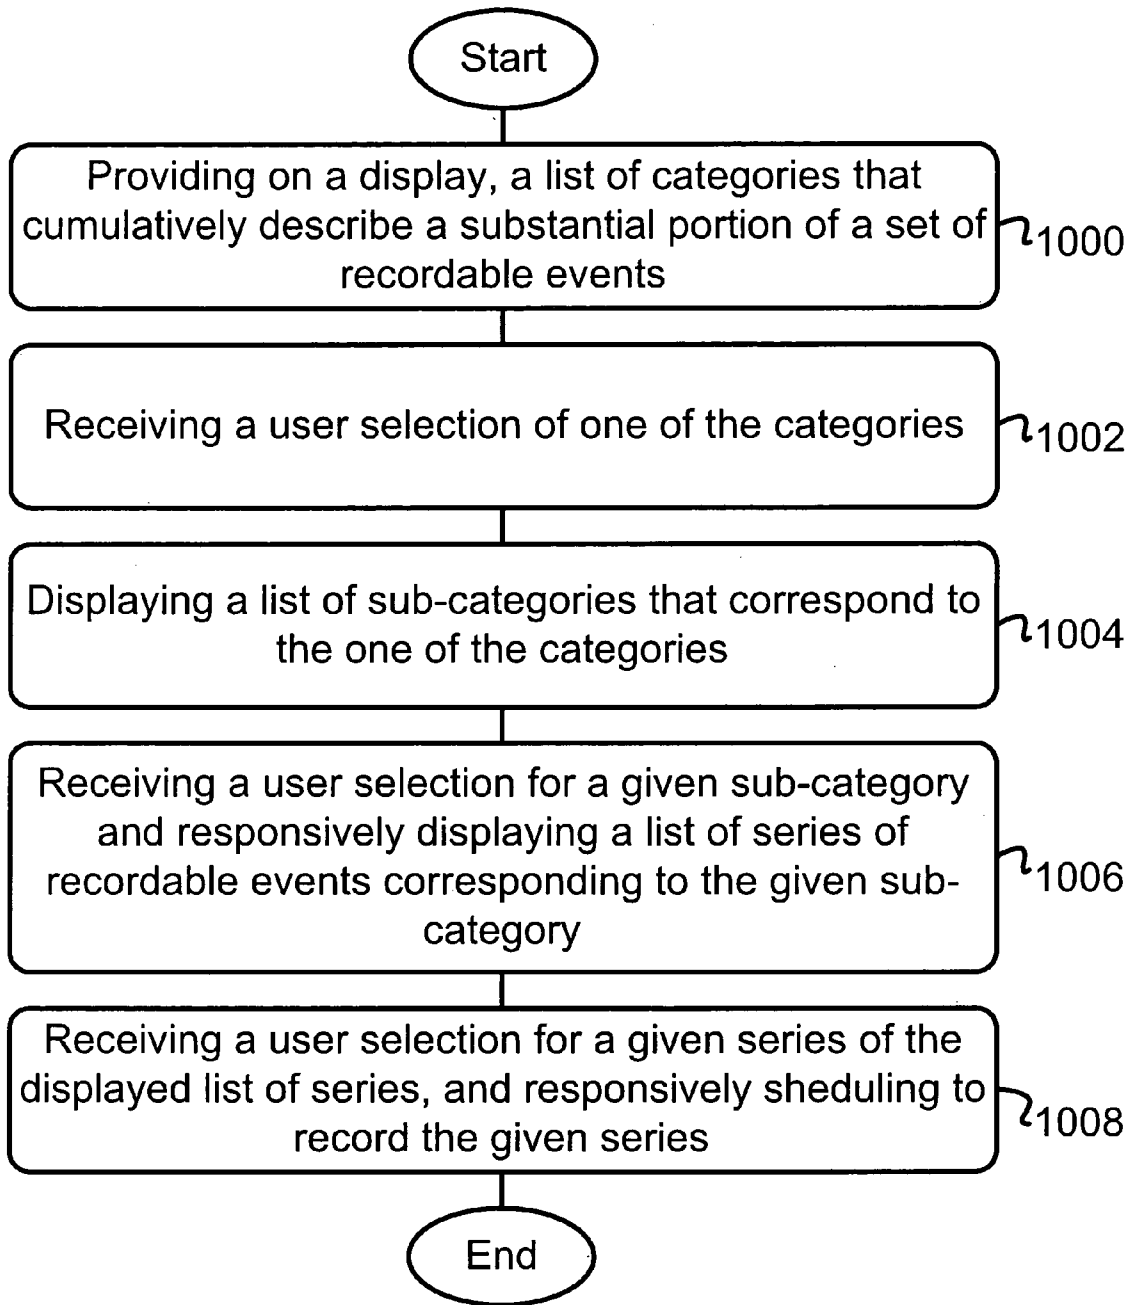 Start
Providing on a display, a list of categories that
cumulatively describe a substantial portion of a set of
recordable events
1000
Receiving a user selection of one of the categories
1002
Displaying a list of sub-categories that correspond to
the one of the categories
1004
Receiving a user selection for a given sub-category
and responsively displaying a list of series of
recordable events corresponding to the given sub-
category
1006
Receiving a user selection for a given series of the
displayed list of series, and responsively sheduling to
record the given series
1008
End